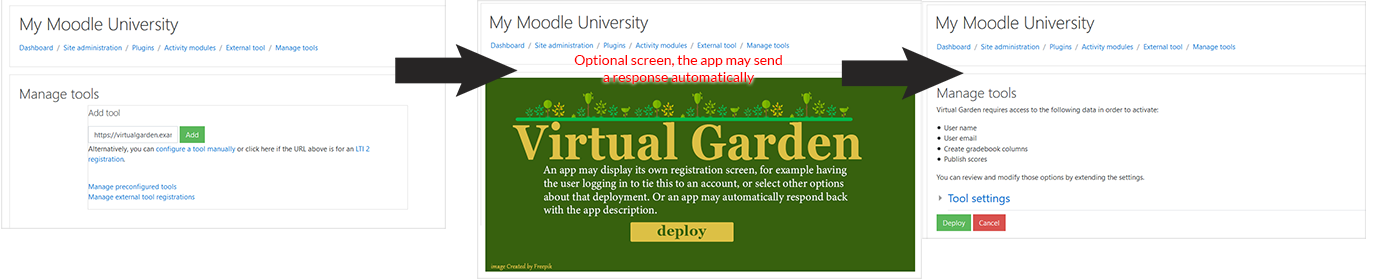 My Moodle University
Dashboard / Site administration / Plugins / Activity modules / External tool / Manage tools
Manage tools
Add tool
https://virtualgarden.exar
Add
Alternatively, you can configure a tool manually or click here if the URL above is for an LTI 2
registration.
Manage preconfigured tools
Manage external tool registrations
My Moodle University
Dashboard / Site administration / Plugins / Activity modules / External tool / Manage tools
Optional screen, the app may send
a response automatically
Virtual Garden
An app may display its own registration screen, for example having
the user logging in to tie this to an account, or select other options
about that deployment. Or an app may automatically respond back
with the app description.
deploy
image Created by Freepik
My Moodle University
Dashboard / Site administration / Plugins / Activity modules / External tool / Manage tools
Manage tools
Virtual Garden requires access to the following data in order to activate:
User name
User email
Create gradebook columns
Publish scores
You can review and modify those options by extending the settings.
Tool settings
Deploy
Cancel